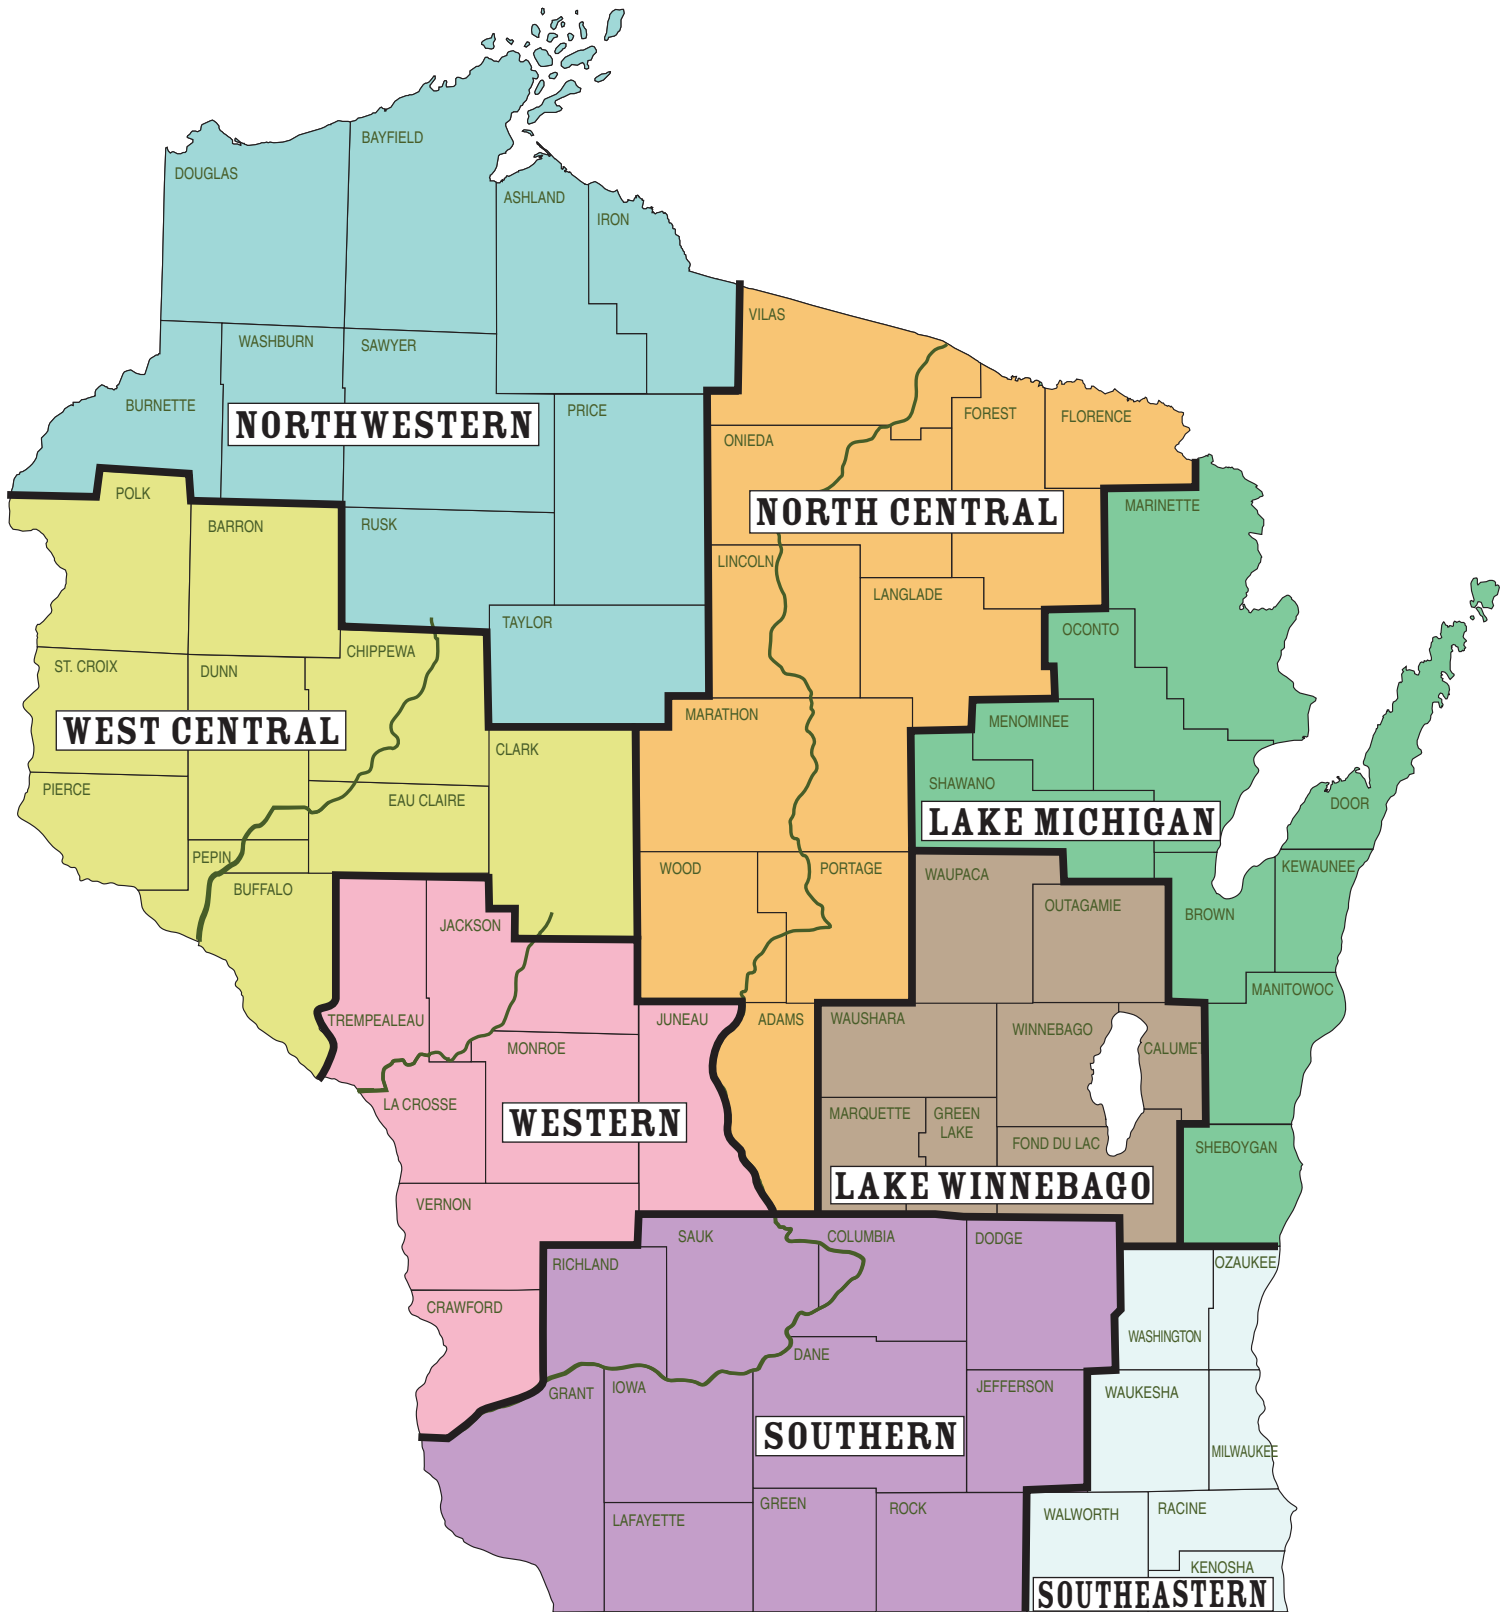 BAYFIELD
DOUGLAS
ASHLAND
IRON
VILAS
WASHBURN
SAWYER
BURNETTE
PRICE
FOREST
FLORENCE
NORTHWESTERN
ONIEDA
POLK
BARRON
RUSK
NORTH CENTRAL
MARINETTE
LINCOLN
LANGLADE
TAYLOR
OCONTO
ST. CROIX
DUNN
CHIPPEWA
WEST CENTRAL
MARATHON
MENOMINEE
CLARK
PIERCE
EAU CLAIRE
SHAWANO
DOOR
LAKE MICHIGAN
PEPIN
BUFFALO
WOOD
PORTAGE
WAUPACA
KEWAUNEE
JACKSON
OUTAGAMIE
BROWN
MANITOWOC
TREMPEALEAU
JUNEAU
ADAMS
WAUSHARA
WINNEBAGO
MONROE
CALUMET
LA CROSSE
WESTERN
MARQUETTE
GREEN
LAKE
FOND DU LAC
SHEBOYGAN
LAKE WINNEBAGO
VERNON
SAUK
COLUMBIA
DODGE
RICHLAND
OZAUKEE
CRAWFORD
WASHINGTON
DANE
GRANT
IOWA
JEFFERSON
WAUKESHA
SOUTHERN
MILWAUKEE
GREEN
ROCK
LAFAYETTE
WALWORTH
RACINE
KENOSHA
SOUTHEASTERN